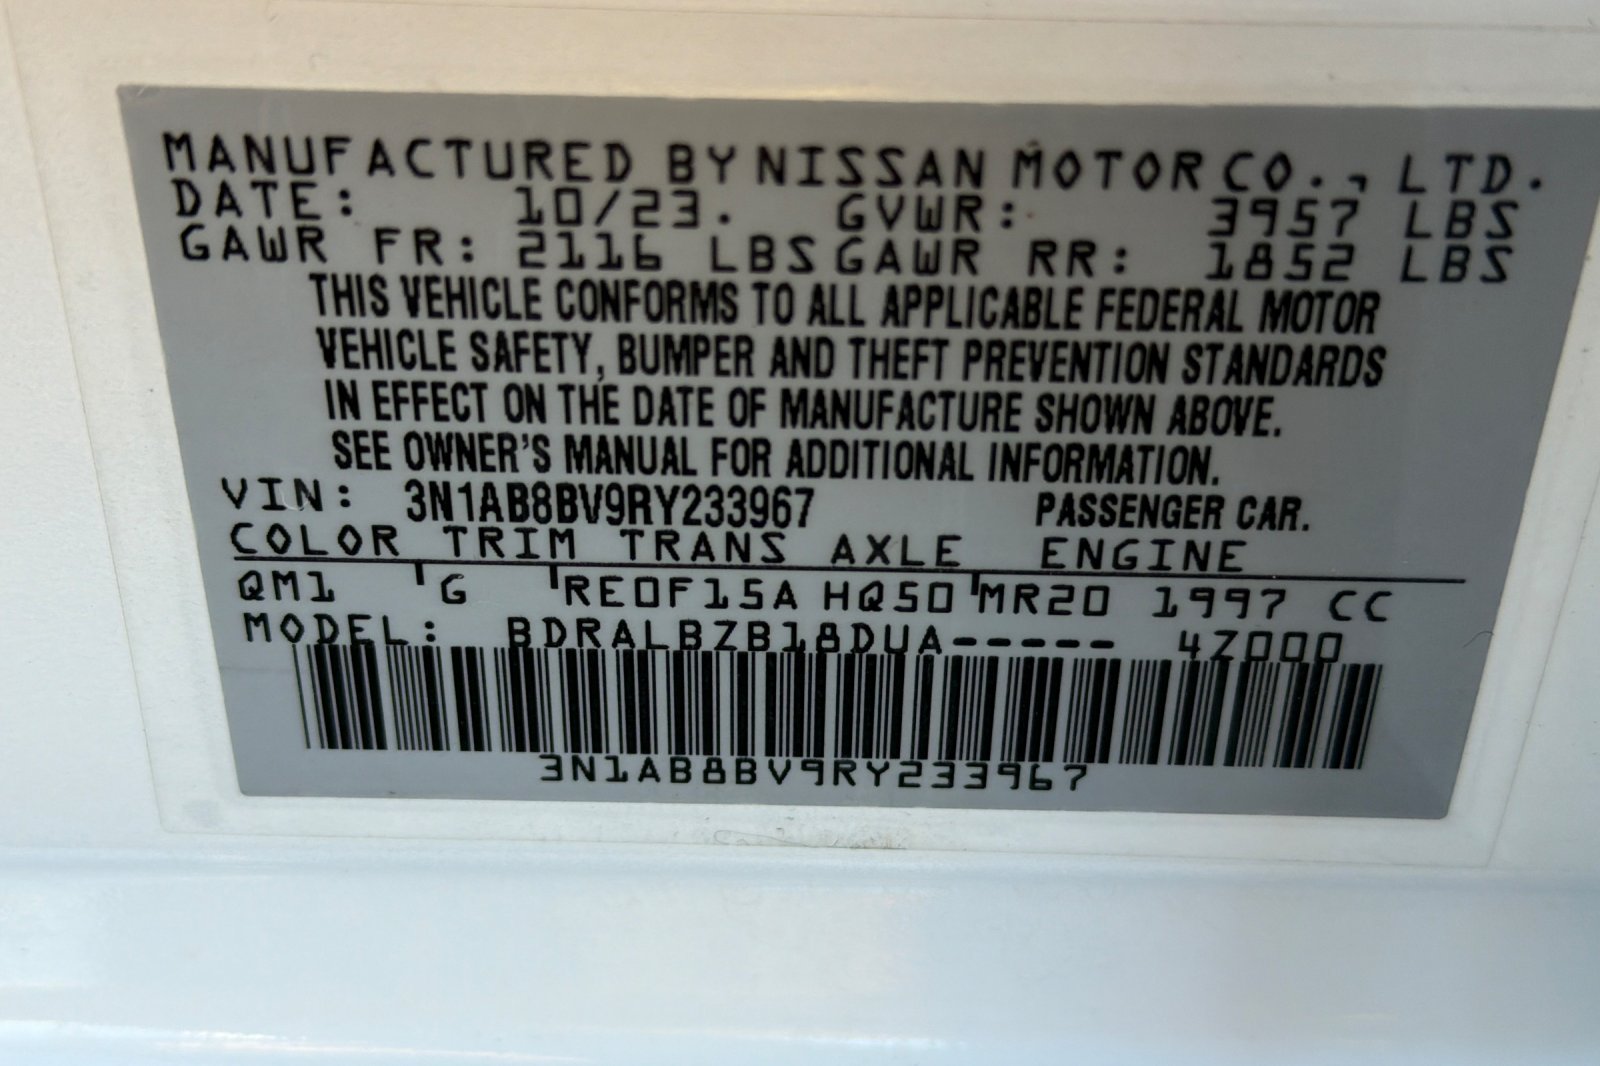 MANUFACTURED BY NISSAN MOTOR CO., LTD.
DATE: 10/23. GVWR: 3957 LBS
GAWR FR: 2116 LBS GAWR RR: 1852 LBS
THIS VEHICLE CONFORMS TO ALL APPLICABLE FEDERAL MOTOR
VEHICLE SAFETY, BUMPER AND THEFT PREVENTION STANDARDS
IN EFFECT ON THE DATE OF MANUFACTURE SHOWN ABOVE.
SEE OWNER'S MANUAL FOR ADDITIONAL INFORMATION.
VIN: 3N1AB8BV9RY233967 PASSENGER CAR.
COLOR TRIM TRANS AXLE ENGINE
QM1 G RE0F15A HQ50 MR20 1997 CC
MODEL: BDRALBZB18DUA----- 4Z000
3N1AB8BV9RY233967